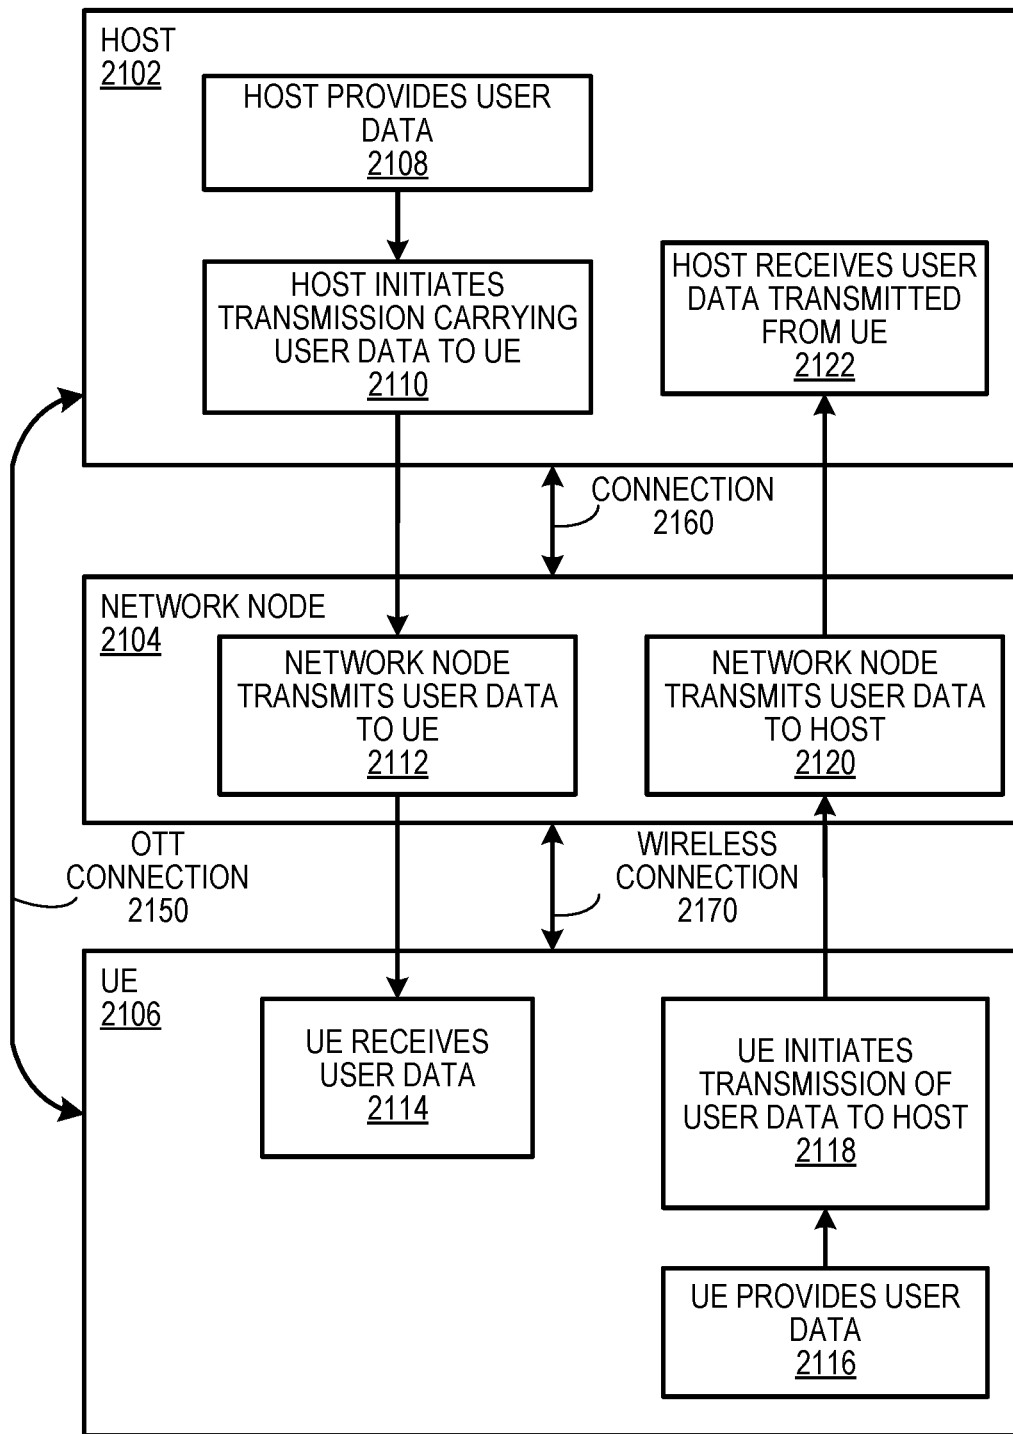 HOST
2102
HOST PROVIDES USER
DATA
2108
HOST INITIATES
TRANSMISSION CARRYING
USER DATA TO UE
2110
HOST RECEIVES USER
DATA TRANSMITTED
FROM UE
2122
CONNECTION
2160
NETWORK NODE
2104
NETWORK NODE
TRANSMITS USER DATA
TO UE
2112
NETWORK NODE
TRANSMITS USER DATA
TO HOST
2120
OTT
CONNECTION
2150
WIRELESS
CONNECTION
2170
UE
2106
UE RECEIVES
USER DATA
2114
UE INITIATES
TRANSMISSION OF
USER DATA TO HOST
2118
UE PROVIDES USER
DATA
2116